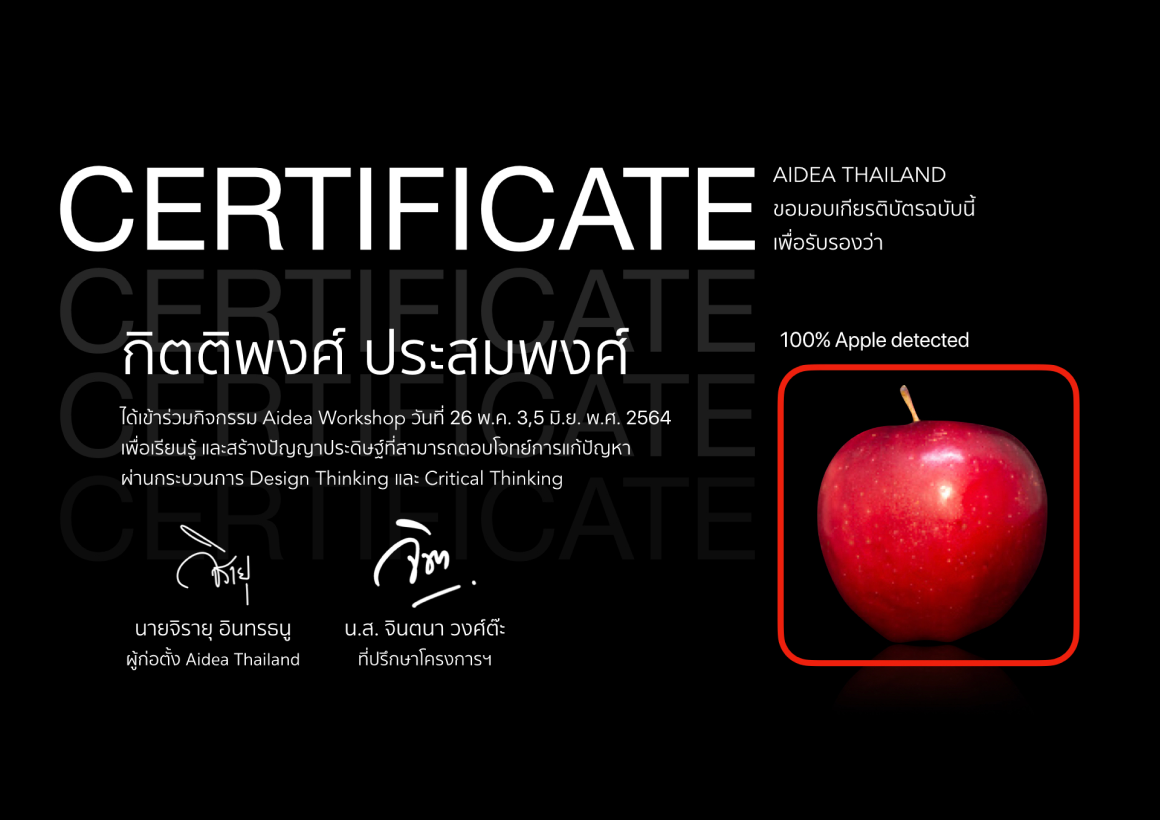 CERTIFICATE
AIDEA THAILAND
ขอมอบเกียรติบัตรฉบับนี้
เพื่อรับรองว่า
CERTIFICATE
กิตติพงศ์ ประสมพงศ์
CERTIFICATE
ได้เข้าร่วมกิจกรรม Aidea Workshop วันที่ 26 พ.ค. 3,5 มิ.ย. พ.ศ. 2564
เพื่อเรียนรู้ และสร้างปัญญาประดิษฐ์ที่สามารถตอบโจทย์การแก้ปัญหา
ผ่านกระบวนการ Design Thinking และ Critical Thinking
CERTIFICATE
100% Apple detected
จิรายุ
จินต
นายจิรายุ อินทรธนู
ผู้ก่อตั้ง Aidea Thailand
น.ส. จินตนา วงศ์ต๊ะ
ที่ปรึกษาโครงการฯ